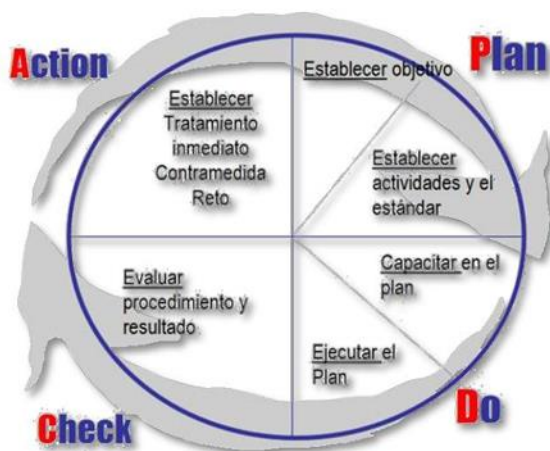 Action
Plan
Establecer objetivo
Establecer
Tratamiento
inmediato
Contramedida
Reto
Establecer
actividades y el
estándar
Capacitar en el
plan
Evaluar
procedimiento y
resultado
Ejecutar el
Plan
Check
Do